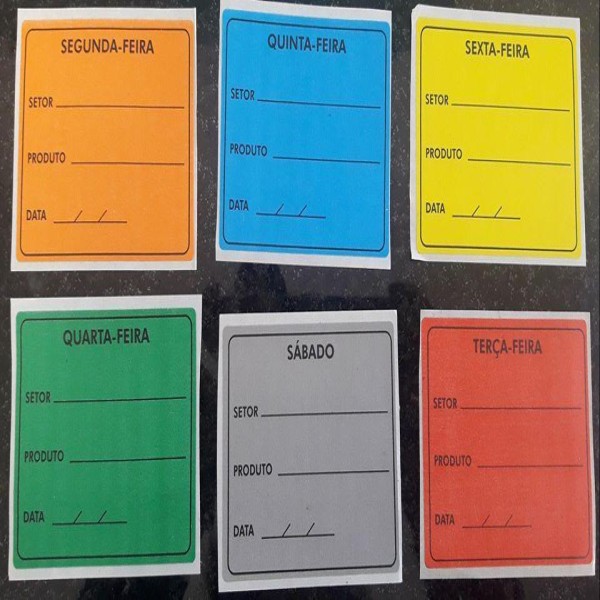 SEGUNDA-FEIRA
SETOR
PRODUTO
DATA / /
QUINTA-FEIRA
SETOR
PRODUTO
DATA / /
SEXTA-FEIRA
SETOR
PRODUTO
DATA / /
QUARTA-FEIRA
SETOR
PRODUTO
DATA / /
SÁBADO
SETOR
PRODUTO
DATA / /
TERÇA-FEIRA
SETOR
PRODUTO
DATA / /